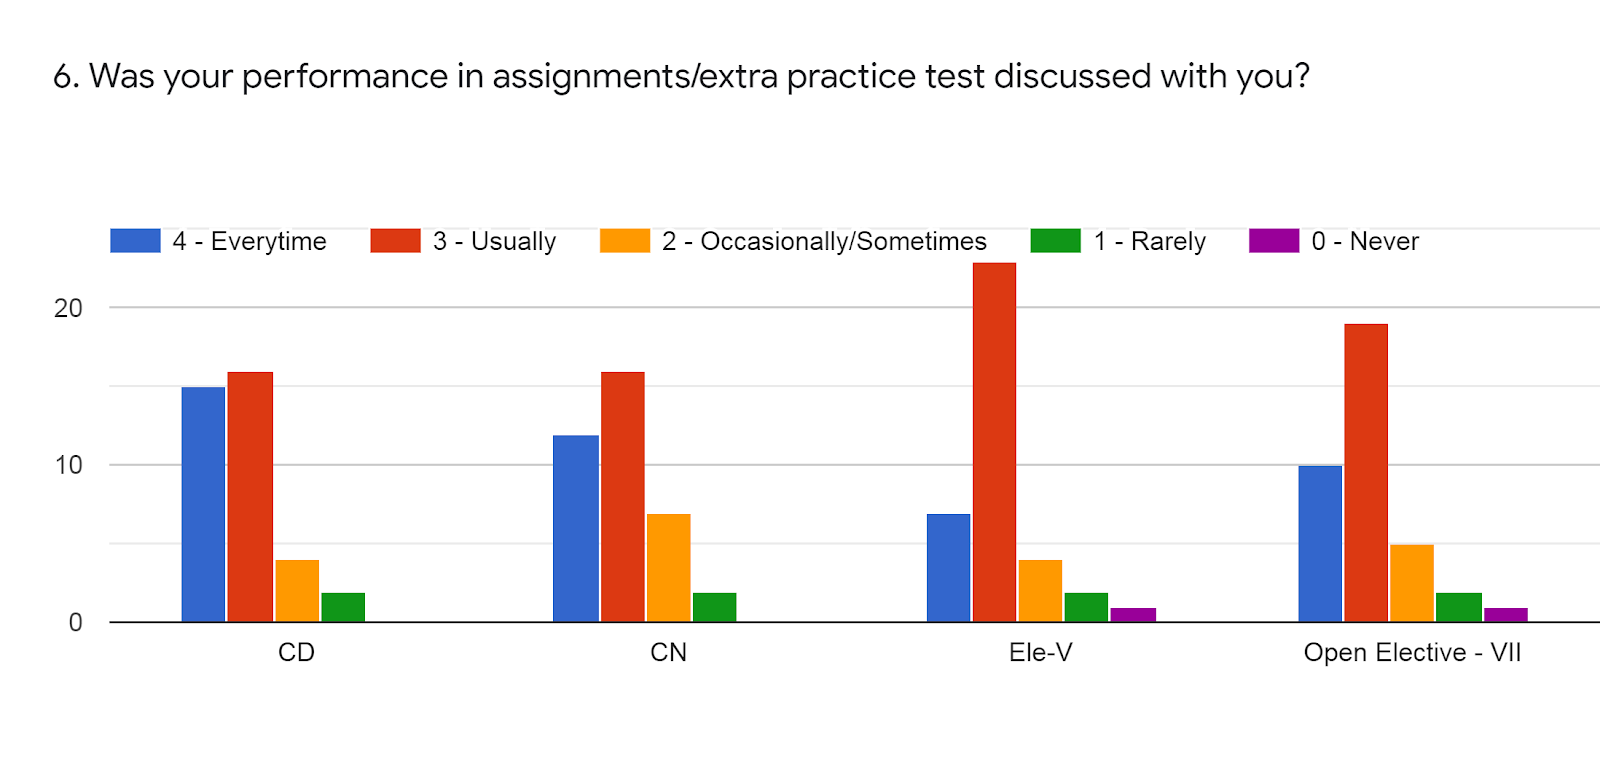 6. Was your performance in assignments/extra practice test discussed with you?
4 - Everytime 3 - Usually 2 - Occasionally/Sometimes 1 - Rarely 0 - Never
20
10
0
CD CN Ele-V Open Elective - VII